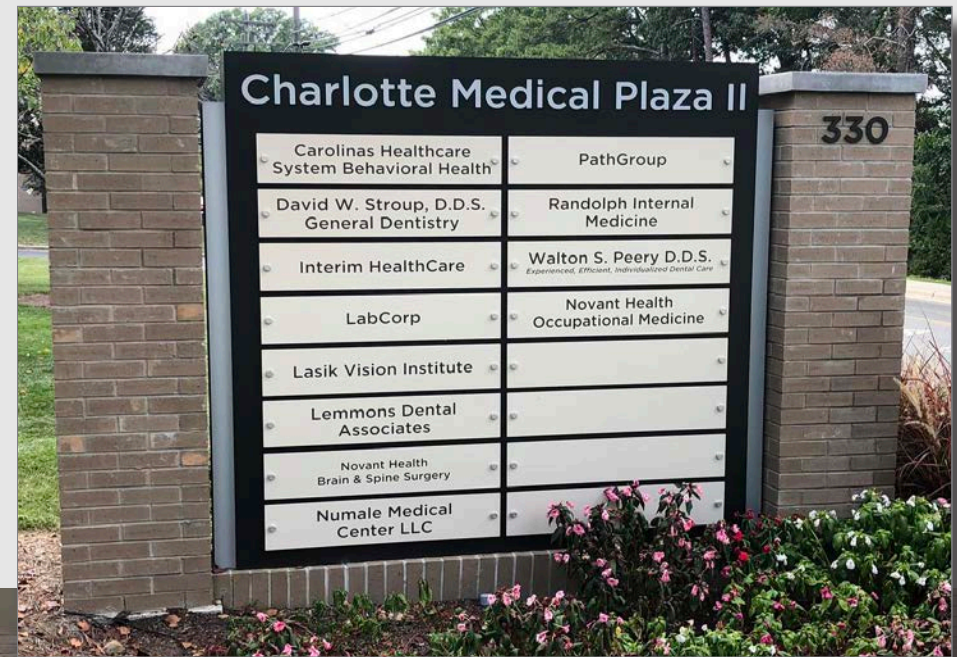 Charlotte Medical Plaza II
330
Carolinas Healthcare
System Behavioral Health
David W. Stroup, D.D.S.
General Dentistry
Interim HealthCare
LabCorp
Lasik Vision Institute
Lemmons Dental
Associates
Novant Health
Brain & Spine Surgery
Numale Medical
Center LLC
PathGroup
Randolph Internal
Medicine
Walton S. Peery D.D.S.
Experienced, Efficient, Individualized Dental Care
Novant Health
Occupational Medicine